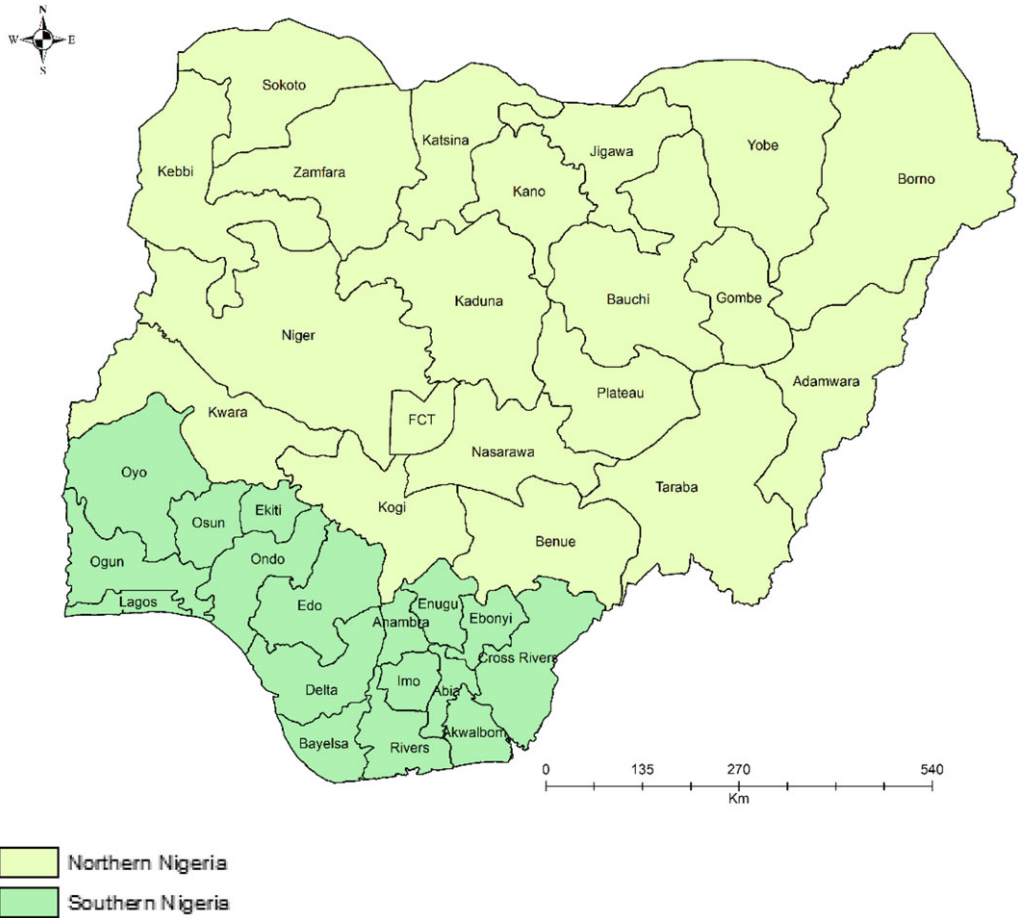 N
W E
S
Sokoto
Katsina
Kebbi
Zamfara
Kano
Jigawa
Yobe
Borno
Niger
Kaduna
Bauchi
Gombe
Adamwara
Kwara
FCT
Plateau
Nasarawa
Taraba
Oyo
Kogi
Benue
Osun
Ekiti
Ogun
Ondo
Lagos
Edo
Anambra
Enugu
Ebonyi
Cross Rivers
Delta
Imo
Abia
Bayelsa
Rivers
Akwalbom
0 135 270 540
Km
Northern Nigeria
Southern Nigeria